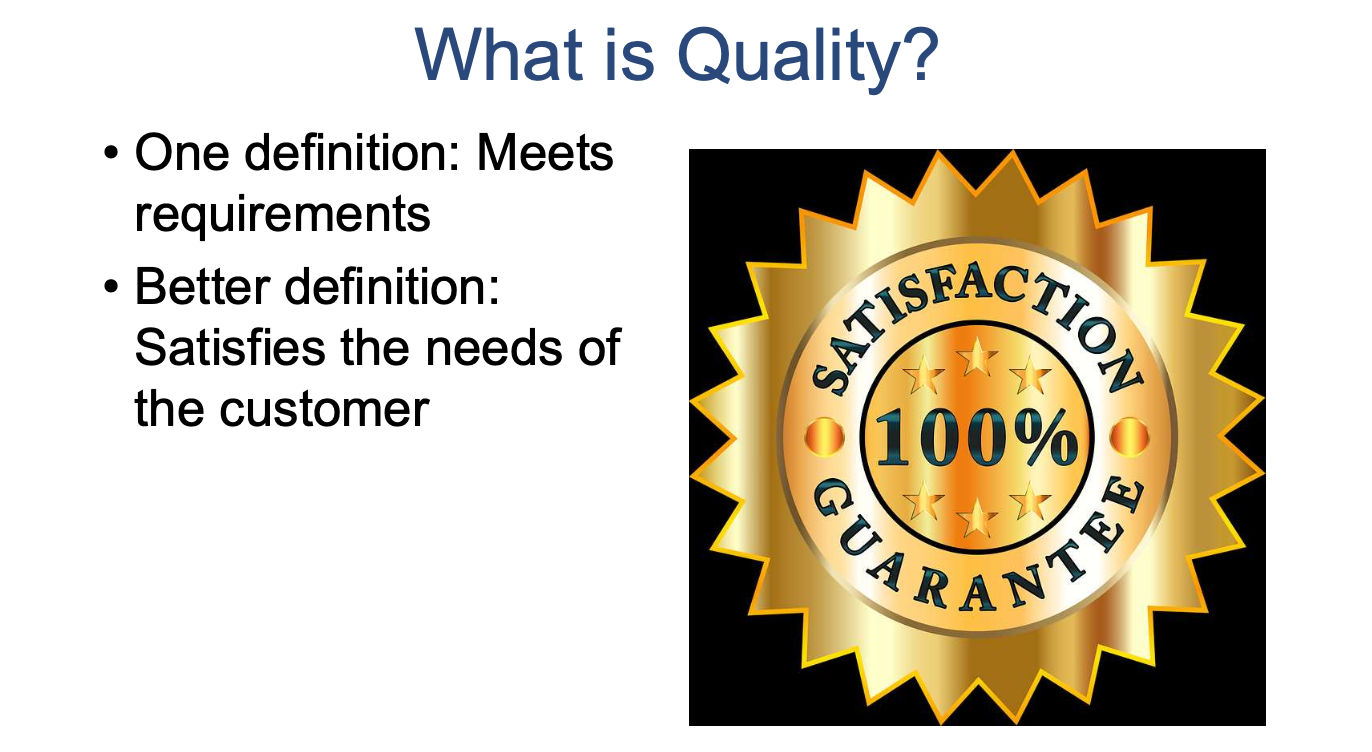 What is Quality?
• One definition: Meets
requirements
• Better definition:
Satisfies the needs of
the customer
SATISFACTION
100%
GUARANTEE